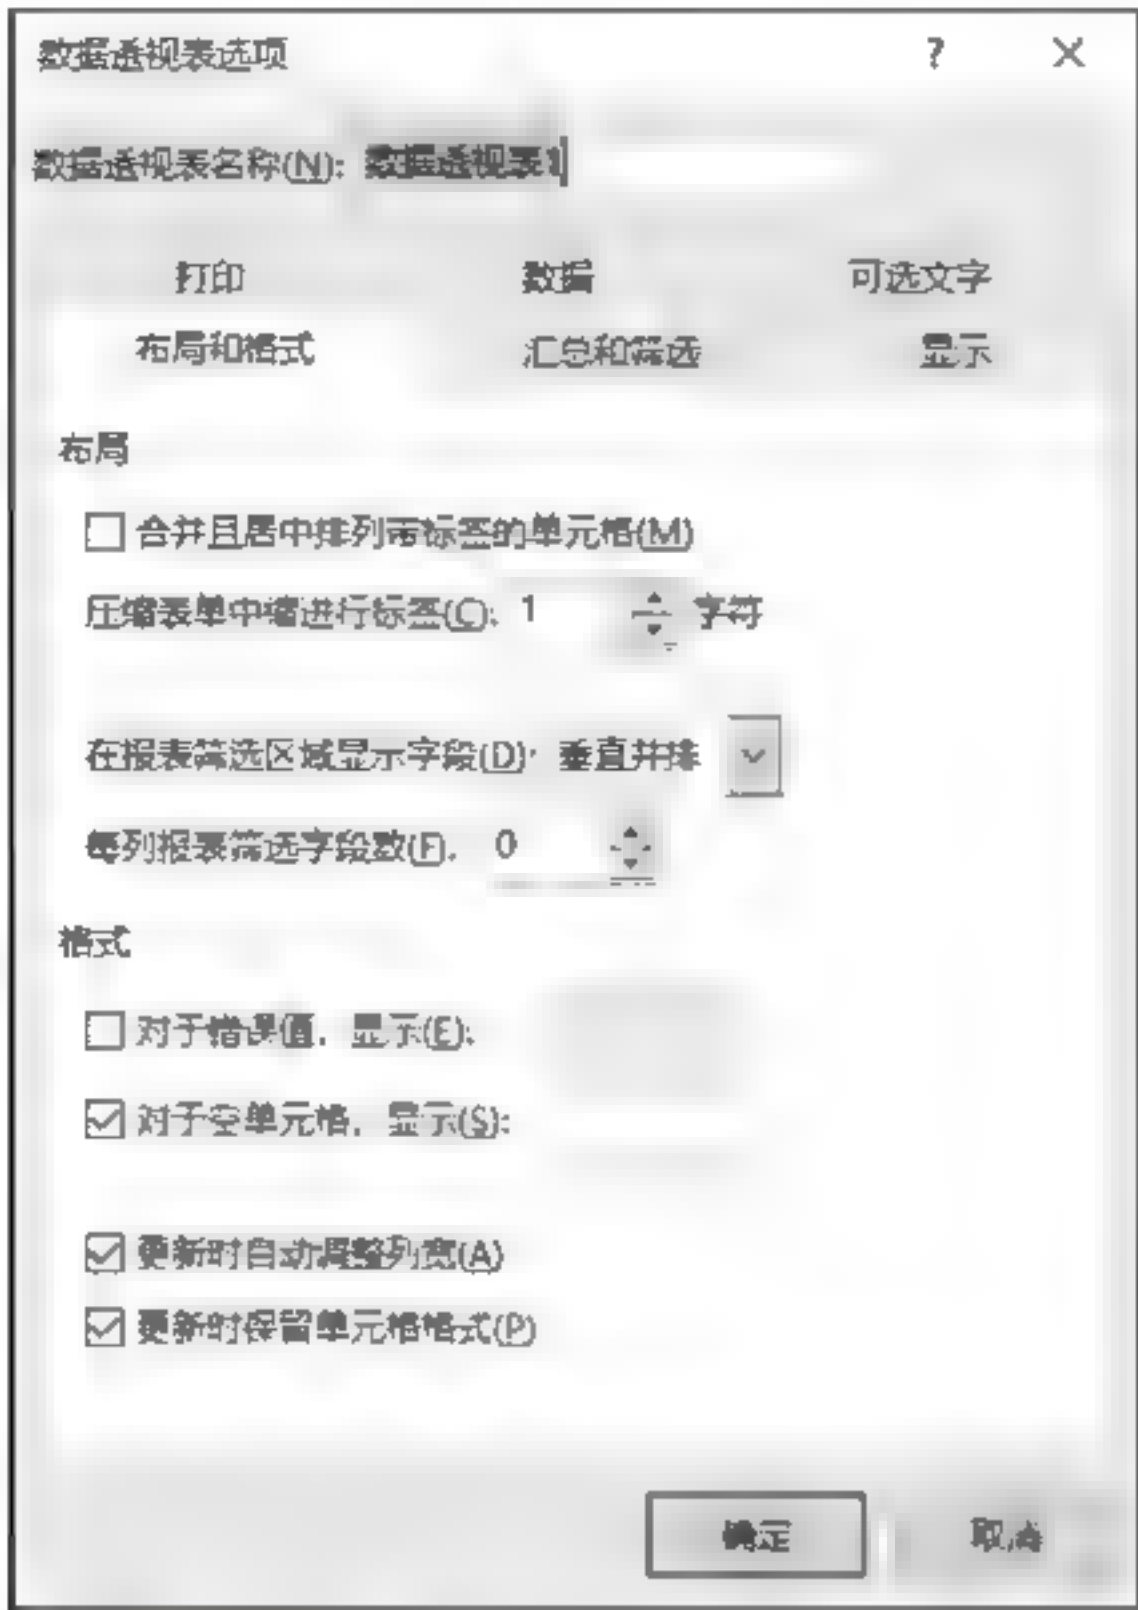 数据透视表选项 ? ×
数据透视表名称(N): 数据透视表1
打印 数据 可选文字
布局和格式 汇总和筛选 显示
布局
合并且居中排列带标签的单元格(M)
压缩表单中缩进行标签(C): 1 字符
在报表筛选区域显示字段(D): 垂直并排
每列报表筛选字段数(F): 0
格式
对于错误值，显示(E):
对于空单元格，显示(S):
更新时自动调整列宽(A)
更新时保留单元格格式(P)
确定 取消